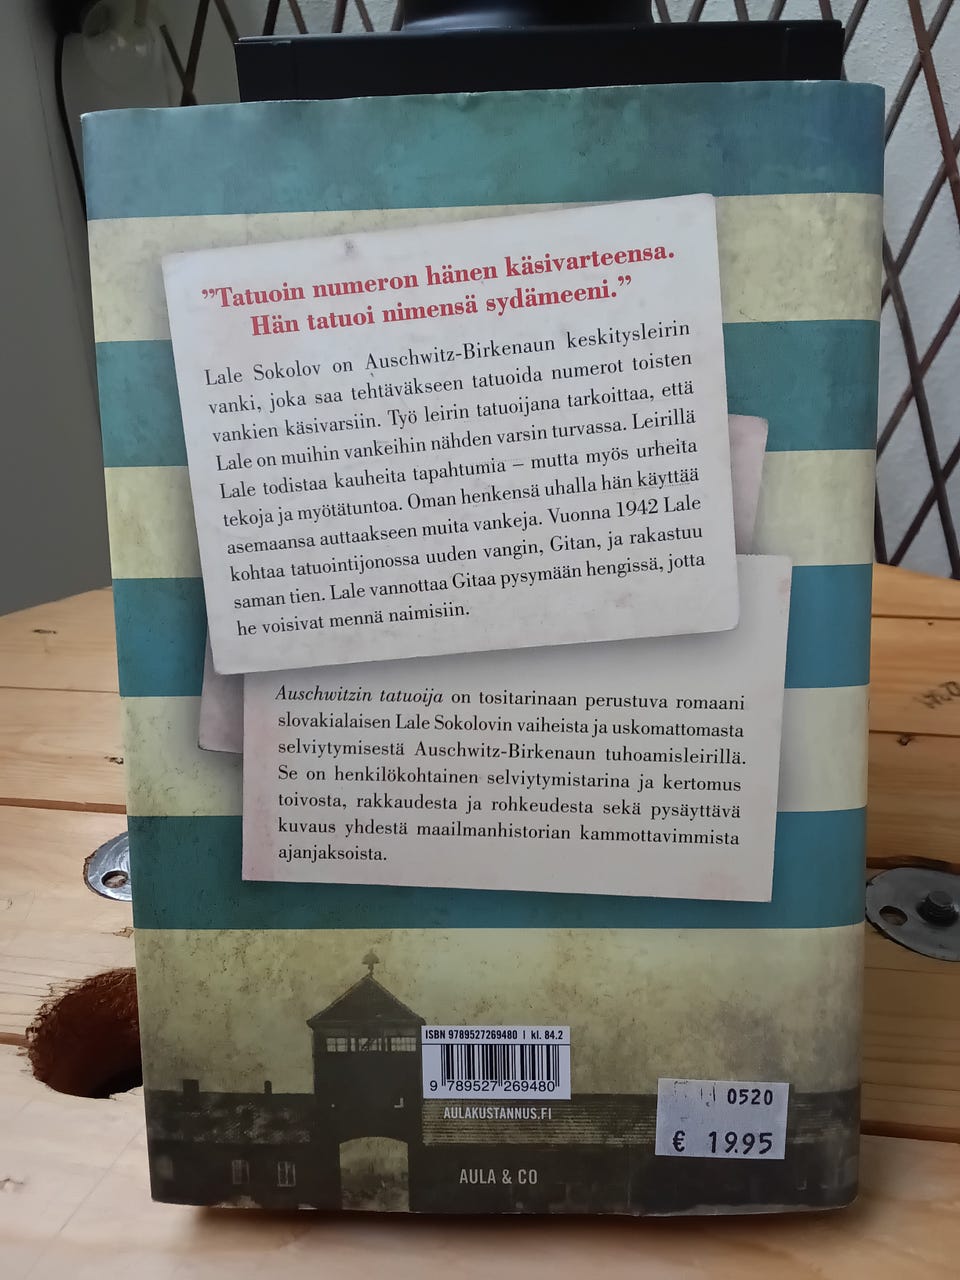 ”Tatuoin numeron hänen käsivarteensa.
Hän tatuoi nimensä sydämeeni.”
Lale Sokolov on Auschwitz-Birkenaun keskitysleirin
vanki, joka saa tehtäväkseen tatuoida numerot toisten
vankien käsivarsiin. Työ leirin tatuoijana tarkoittaa, että
Lale on muihin vankeihin nähden varsin turvassa. Leirillä
Lale todistaa kauheita tapahtumia – mutta myös urheita
tekoja ja myötätuntoa. Oman henkensä uhalla hän käyttää
asemaansa auttaakseen muita vankeja. Vuonna 1942 Lale
kohtaa tatuointijonossa uuden vangin, Gitan, ja rakastuu
saman tien. Lale vannottaa Gitaa pysymään hengissä, jotta
he voisivat mennä naimisiin.
Auschwitzin tatuoija on tositarinaan perustuva romaani
slovakialaisen Lale Sokolovin vaiheista ja uskomattomasta
selviytymisestä Auschwitz-Birkenaun tuhoamisleirillä.
Se on henkilökohtainen selviytymistarina ja kertomus
toivosta, rakkaudesta ja rohkeudesta sekä pysäyttävä
kuvaus yhdestä maailmanhistorian kammottavimmista
ajanjaksoista.
ISBN 9789527269480 | kl. 84.2
9 789527 269480
AULAKUSTANNUS.FI
AULA & CO
0520
€ 19.95